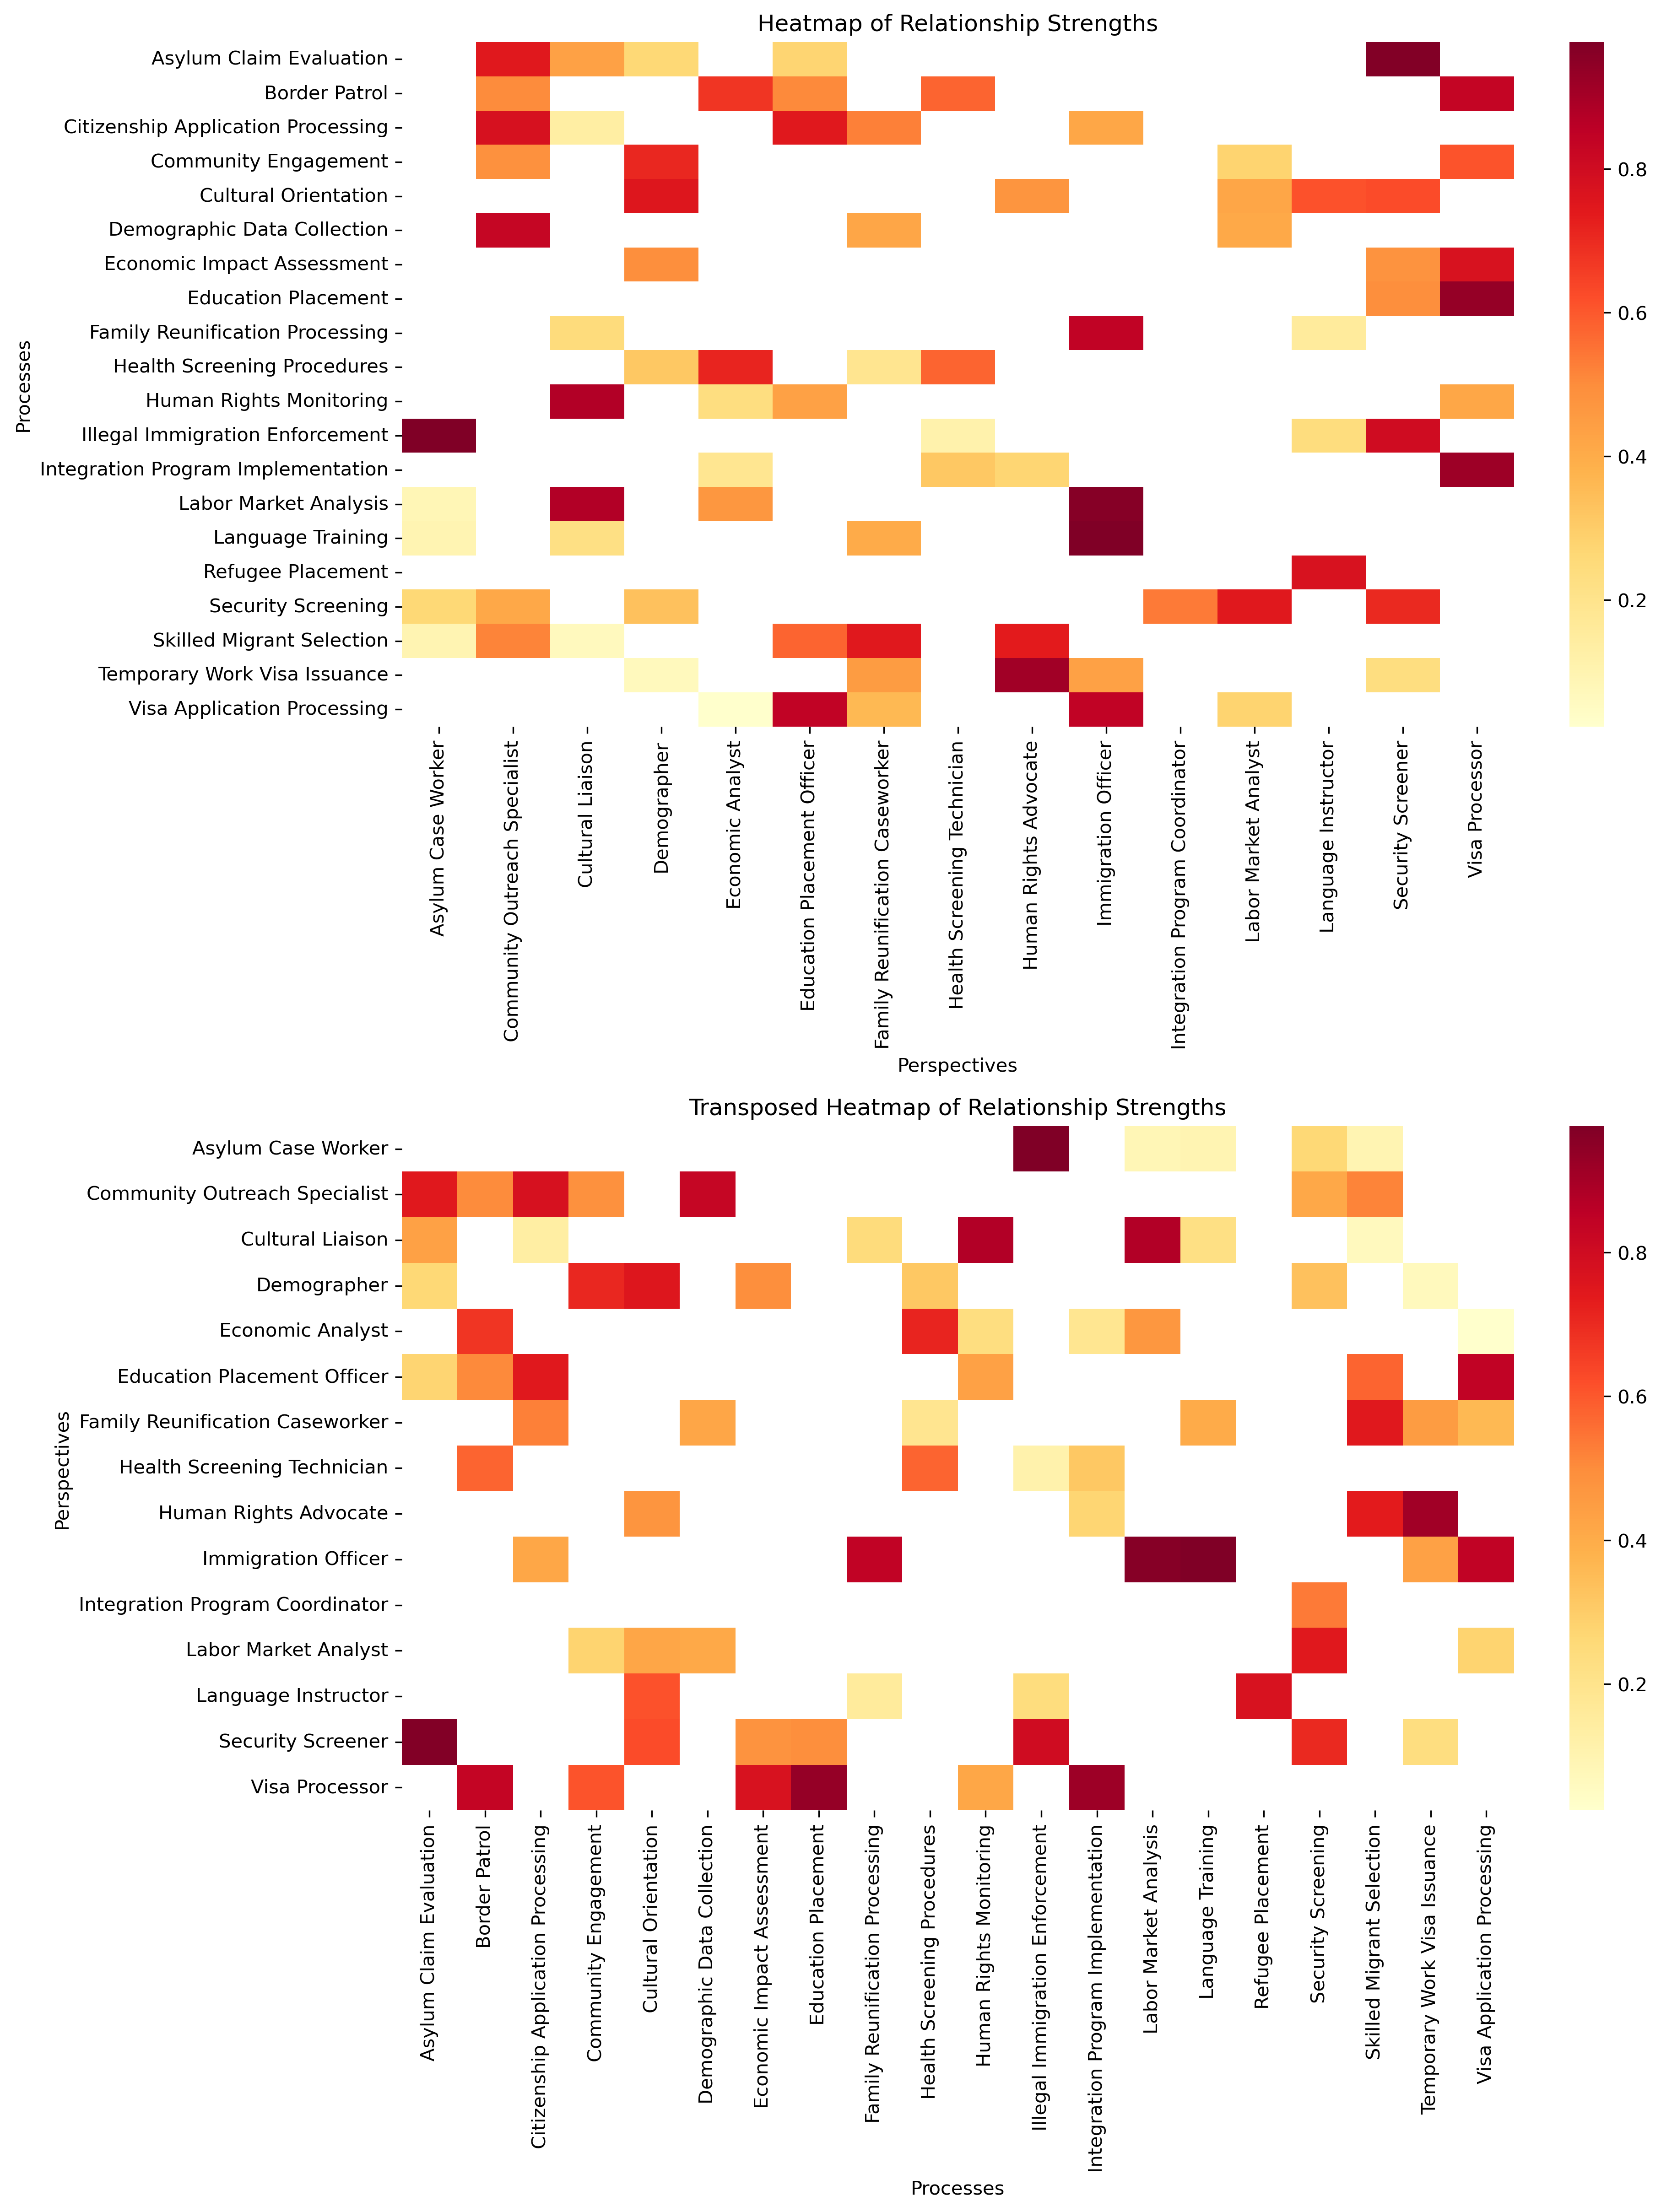 Heatmap of Relationship Strengths
Processes
Asylum Claim Evaluation
Border Patrol
Citizenship Application Processing
Community Engagement
Cultural Orientation
Demographic Data Collection
Economic Impact Assessment
Education Placement
Family Reunification Processing
Health Screening Procedures
Human Rights Monitoring
Illegal Immigration Enforcement
Integration Program Implementation
Labor Market Analysis
Language Training
Refugee Placement
Security Screening
Skilled Migrant Selection
Temporary Work Visa Issuance
Visa Application Processing
0.8
0.6
0.4
0.2
Asylum Case Worker
Community Outreach Specialist
Cultural Liaison
Demographer
Economic Analyst
Education Placement Officer
Family Reunification Caseworker
Health Screening Technician
Human Rights Advocate
Immigration Officer
Integration Program Coordinator
Labor Market Analyst
Language Instructor
Security Screener
Visa Processor
Perspectives
Transposed Heatmap of Relationship Strengths
Perspectives
Asylum Case Worker
Community Outreach Specialist
Cultural Liaison
Demographer
Economic Analyst
Education Placement Officer
Family Reunification Caseworker
Health Screening Technician
Human Rights Advocate
Immigration Officer
Integration Program Coordinator
Labor Market Analyst
Language Instructor
Security Screener
Visa Processor
0.8
0.6
0.4
0.2
Asylum Claim Evaluation
Border Patrol
Citizenship Application Processing
Community Engagement
Cultural Orientation
Demographic Data Collection
Economic Impact Assessment
Education Placement
Family Reunification Processing
Health Screening Procedures
Human Rights Monitoring
Illegal Immigration Enforcement
Integration Program Implementation
Labor Market Analysis
Language Training
Refugee Placement
Security Screening
Skilled Migrant Selection
Temporary Work Visa Issuance
Visa Application Processing
Processes